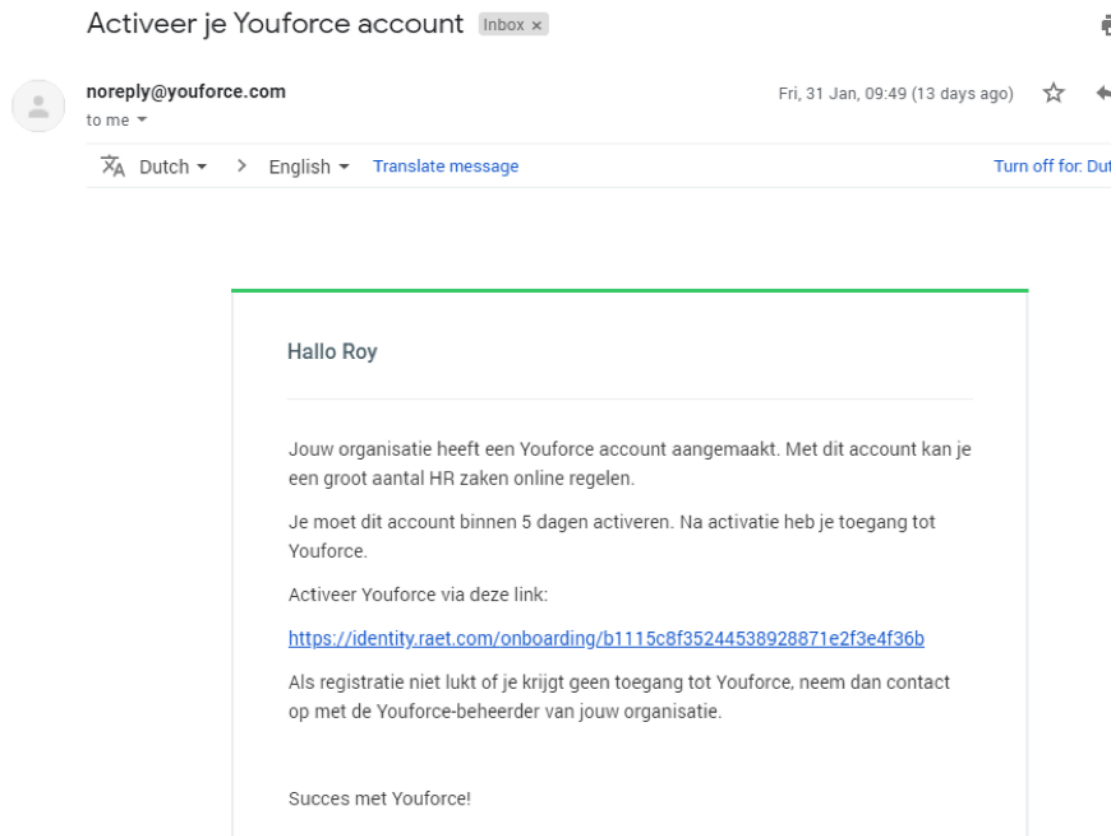 Activeer je Youforce account Inbox ×
noreply@youforce.com Fri, 31 Jan, 09:49 (13 days ago)
to me
Dutch > English Translate message Turn off for: Dut
Hallo Roy
Jouw organisatie heeft een Youforce account aangemaakt. Met dit account kan je
een groot aantal HR zaken online regelen.
Je moet dit account binnen 5 dagen activeren. Na activatie heb je toegang tot
Youforce.
Activeer Youforce via deze link:
https://identity.raet.com/onboarding/b1115c8f35244538928871e2f3e4f36b
Als registratie niet lukt of je krijgt geen toegang tot Youforce, neem dan contact
op met de Youforce-beheerder van jouw organisatie.
Succes met Youforce!